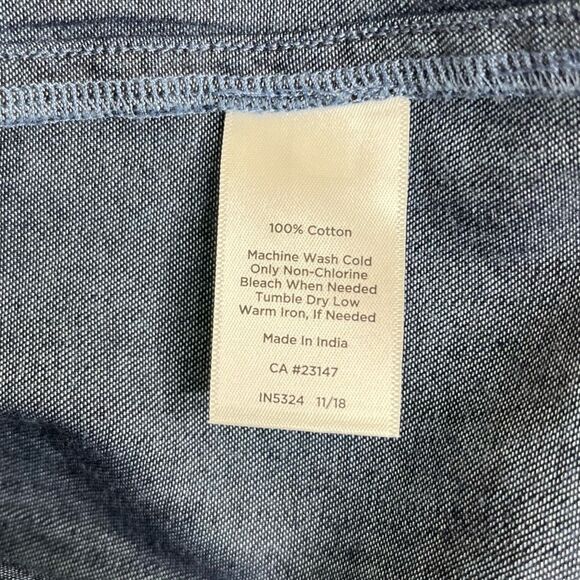 100% Cotton
Machine Wash Cold
Only Non-Chlorine
Bleach When Needed
Tumble Dry Low
Warm Iron, If Needed
Made In India
CA #23147
IN5324 11/18